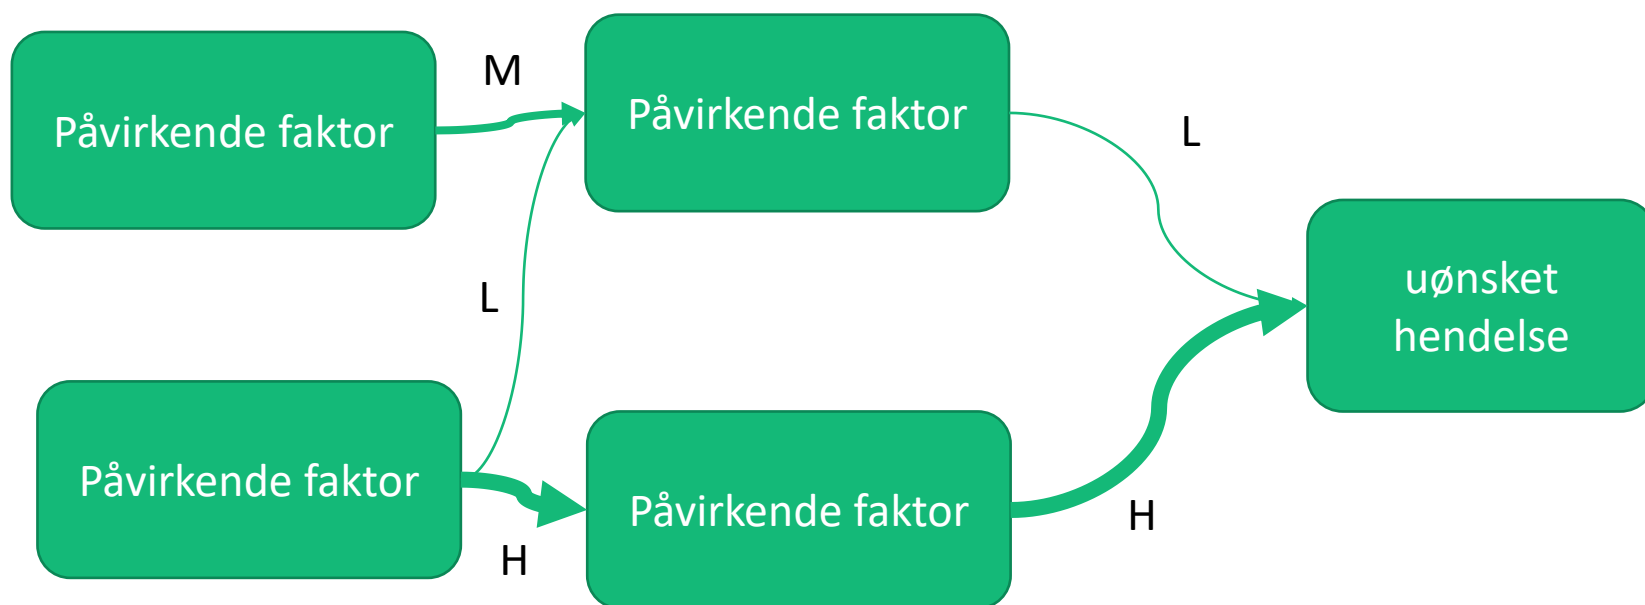 Påvirkende faktor
M
Påvirkende faktor
L
L
uønsket
hendelse
Påvirkende faktor
H
Påvirkende faktor
H